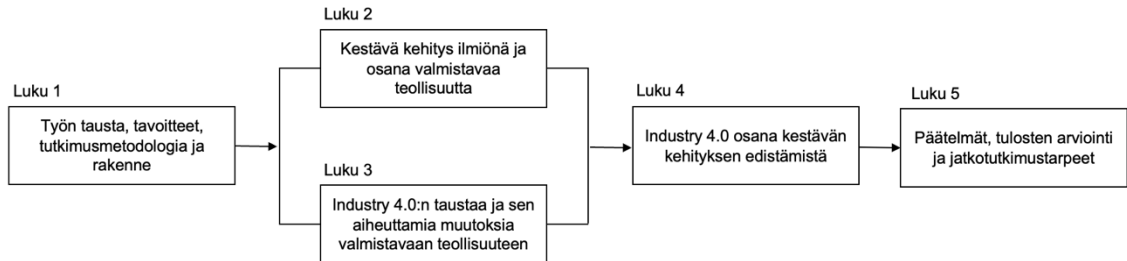 Luku 1
Työn tausta, tavoitteet,
tutkimusmetodologia ja
rakenne
Luku 2
Kestävä kehitys ilmiönä ja
osana valmistavaa
teollisuutta
Luku 3
Industry 4.0:n taustaa ja sen
aiheuttamia muutoksia
valmistavaan teollisuuteen
Luku 4
Industry 4.0 osana kestävän
kehityksen edistämistä
Luku 5
Päätelmät, tulosten arviointi
ja jatkotutkimustarpeet